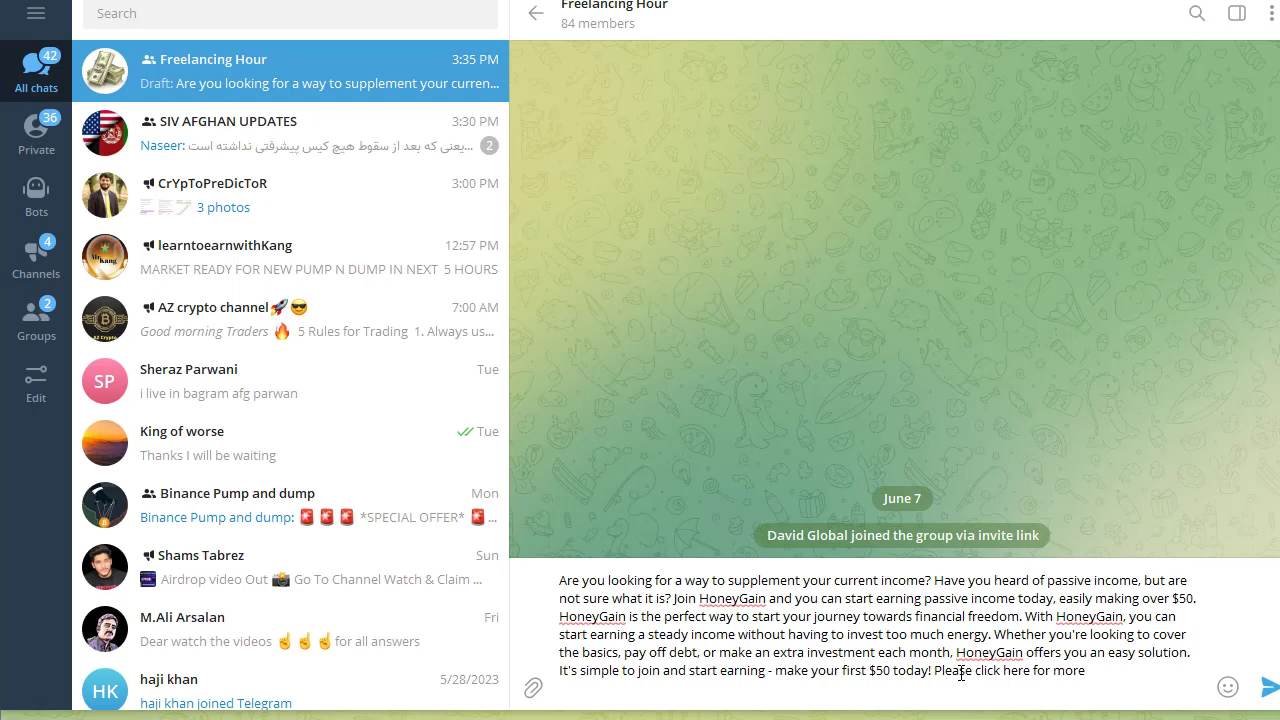 Search
Freelancing Hour
84 members
42
All chats
36
Private
Bots
4
Channels
2
Groups
Edit
Freelancing Hour 3:35 PM
Draft: Are you looking for a way to supplement your curren...
SIV AFGHAN UPDATES 3:30 PM
Naseer: یعنی که بعد از سقوط هیچ کیس پیشرفتی نداشته است... 2
CrYpToPreDicToR 3:00 PM
3 photos
learntoearnwithKang 12:57 PM
MARKET READY FOR NEW PUMP N DUMP IN NEXT 5 HOURS
AZ crypto channel🚀😎 7:00 AM
Good morning Traders 🔥 5 Rules for Trading 1. Always us...
SP
Sheraz Parwani Tue
i live in bagram afg parwan
King of worse Tue
Thanks I will be waiting
Binance Pump and dump Mon
Binance Pump and dump: 🚨 🚨 🚨 *SPECIAL OFFER* 🚨 ...
Shams Tabrez Sun
Airdrop video Out 📸 Go To Channel Watch & Claim ...
M.Ali Arsalan Fri
Dear watch the videos ☝ ☝ ☝ for all answers
HK
haji khan 5/28/2023
haji khan joined Telegram
June 7
David Global joined the group via invite link
Are you looking for a way to supplement your current income? Have you heard of passive income, but are
not sure what it is? Join HoneyGain and you can start earning passive income today, easily making over $50.
HoneyGain is the perfect way to start your journey towards financial freedom. With HoneyGain, you can
start earning a steady income without having to invest too much energy. Whether you're looking to cover
the basics, pay off debt, or make an extra investment each month, HoneyGain offers you an easy solution.
It's simple to join and start earning - make your first $50 today! Please click here for more